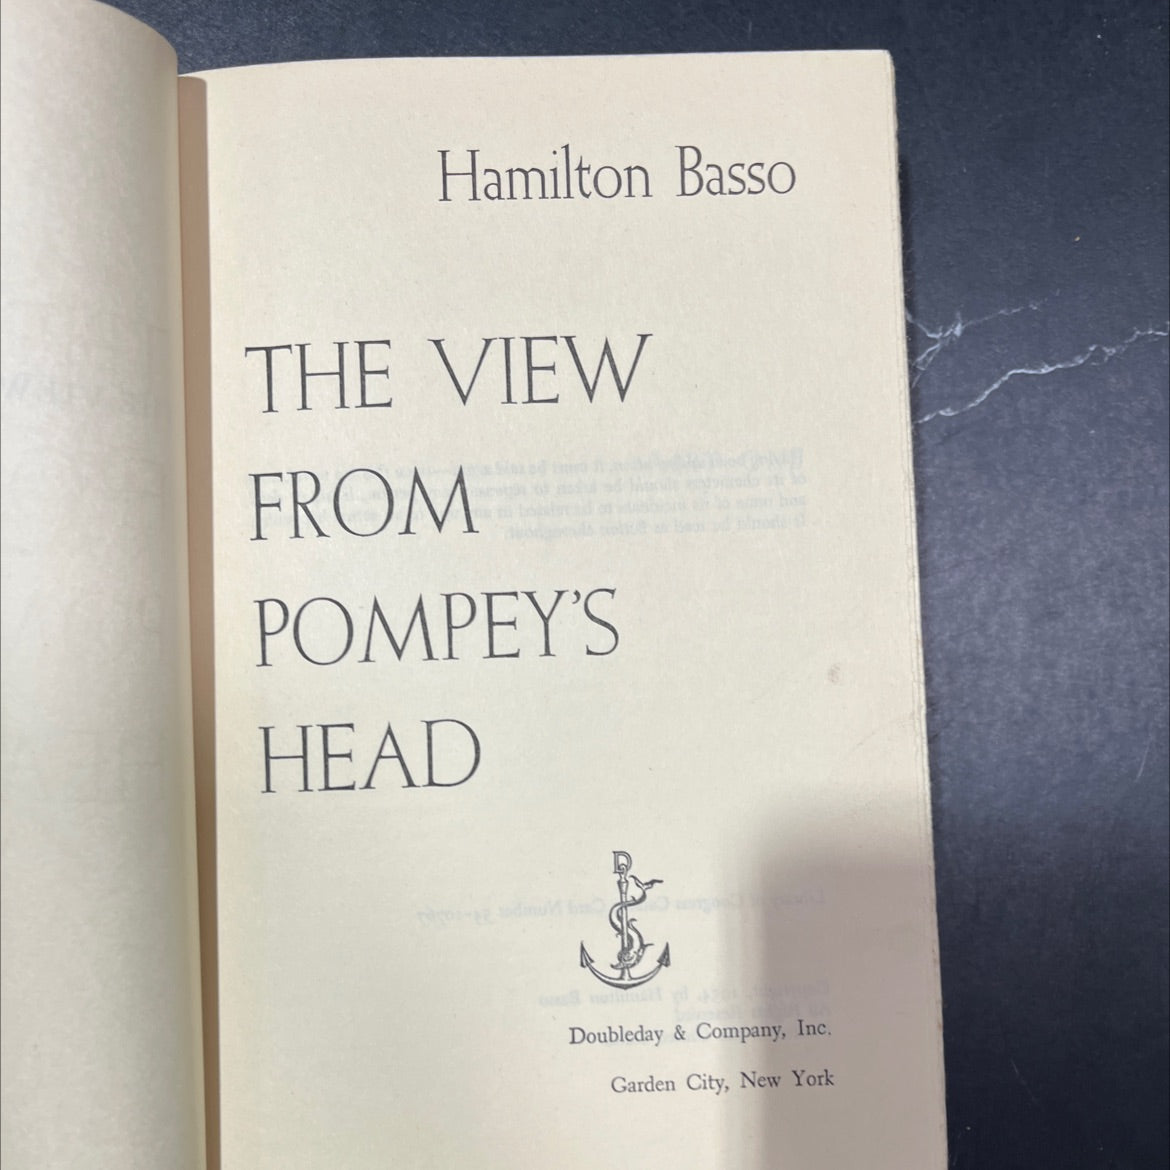 Hamilton Basso
THE VIEW
FROM
POMPEY'S
HEAD
D
Doubleday & Company, Inc.
Garden City, New York